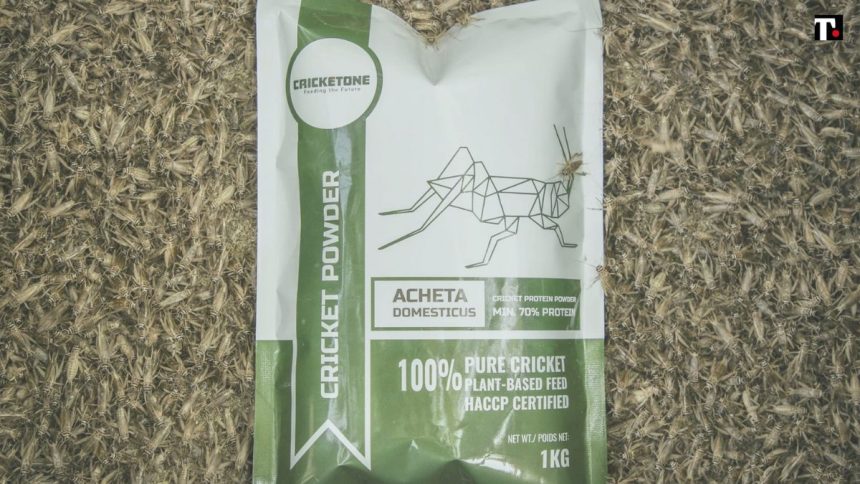 T.
CRICKETONE
Feeding the Future
CRICKET POWDER
ACHETA
DOMESTICUS
CRICKET PROTEIN POWDER
MIN. 70% PROTEIN
100% PURE CRICKET
PLANT-BASED FEED
HACCP CERTIFIED
NET WT./ POIDS NET:
1KG